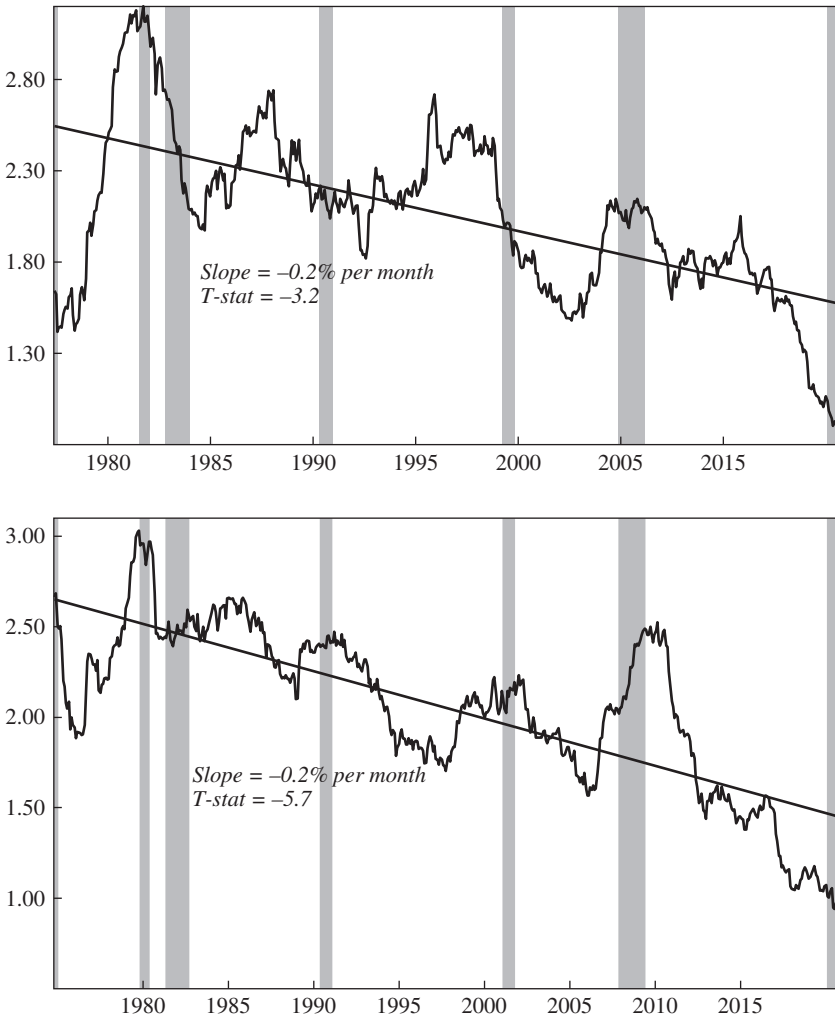 2.80
2.30
1.80
1.30
Slope = –0.2% per month
T-stat = –3.2
1980 1985 1990 1995 2000 2005 2015
3.00
2.50
2.00
1.50
1.00
Slope = –0.2% per month
T-stat = –5.7
1980 1985 1990 1995 2000 2005 2010 2015